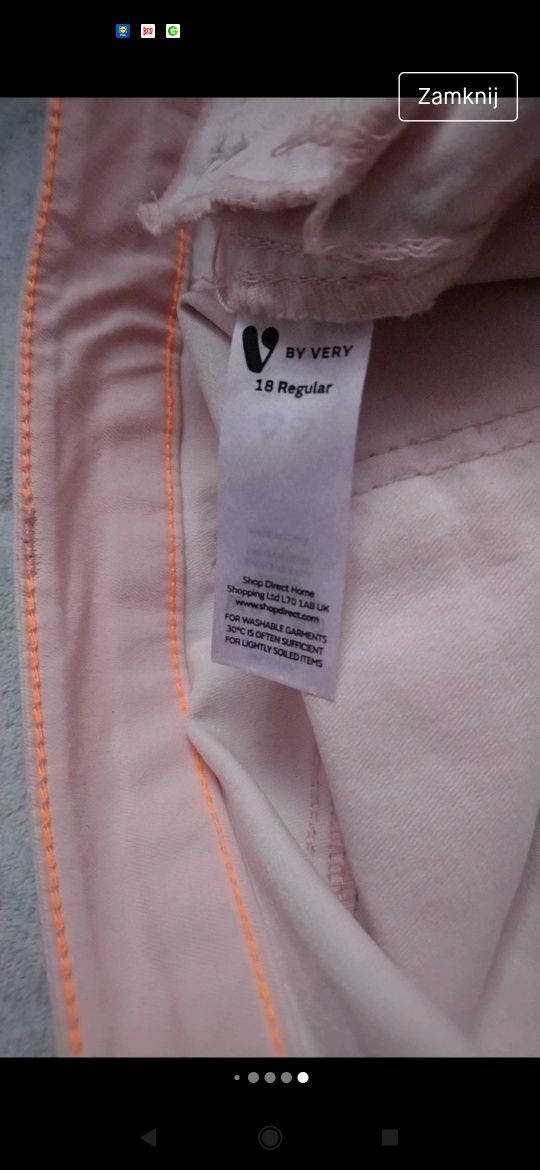 Zamknij
V BY VERY
18 Regular
Shop Direct Home
Shopping Ltd L70 1AB UK
www.shopdirect.com
FOR WASHABLE GARMENTS
30°C IS OFTEN SUFFICIENT
FOR LIGHTLY SOILED ITEMS